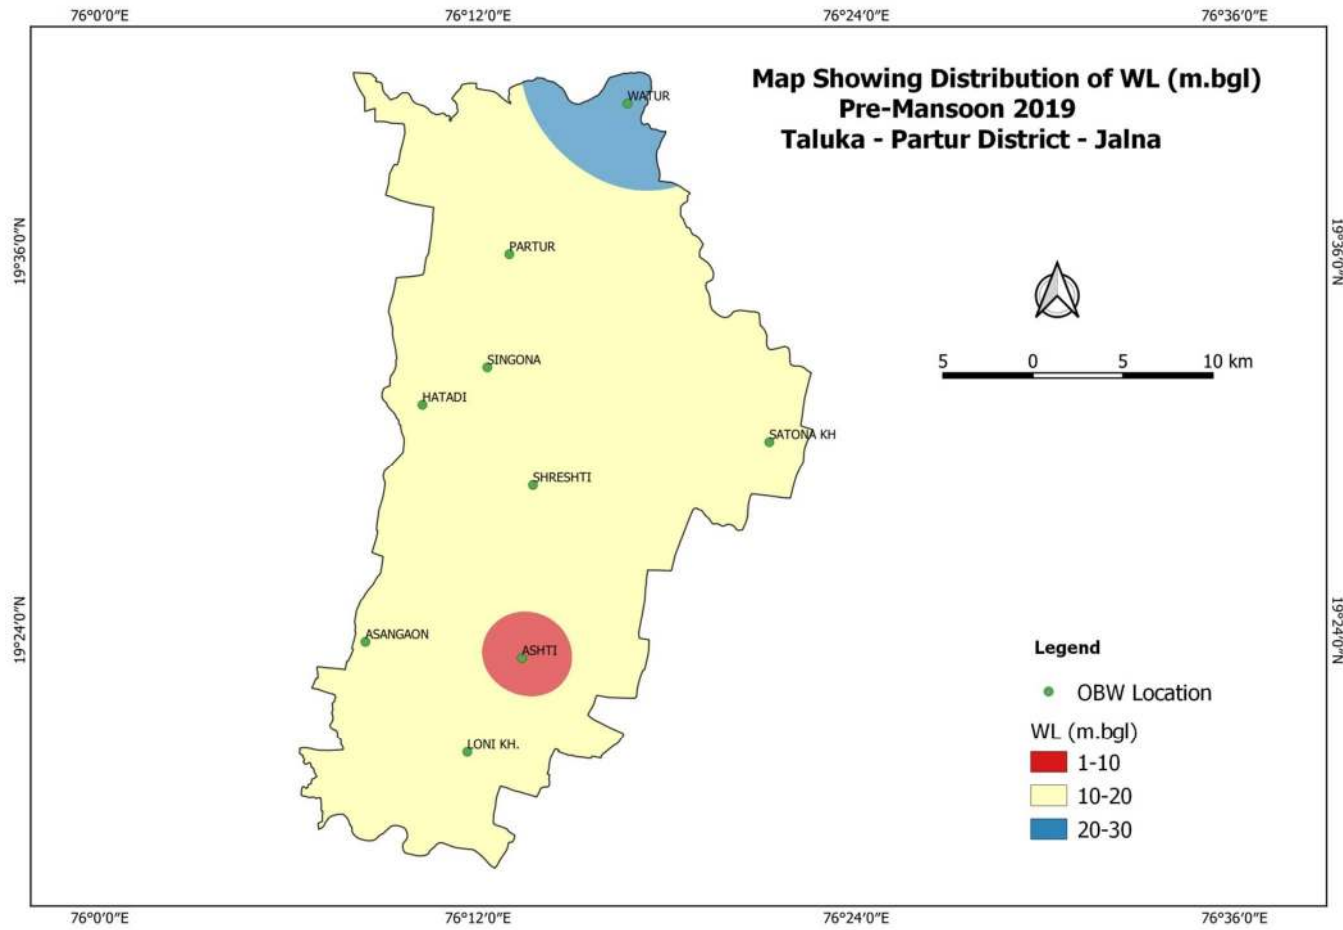 76°0′0″E 76°12′0″E 76°24′0″E 76°36′0″E
Map Showing Distribution of WL (m.bgl)
Pre-Mansoon 2019
Taluka - Partur District - Jalna
WATUR
19°36′0″N 19°36′0″N
PARTUR
5 0 5 10 km
SINGONA
HATADI
SATONA KH
SHRESHTI
19°24′0″N 19°24′0″N
ASANGAON
ASHTI
LONI KH.
Legend
OBW Location
WL (m.bgl)
1-10
10-20
20-30
76°0′0″E 76°12′0″E 76°24′0″E 76°36′0″E